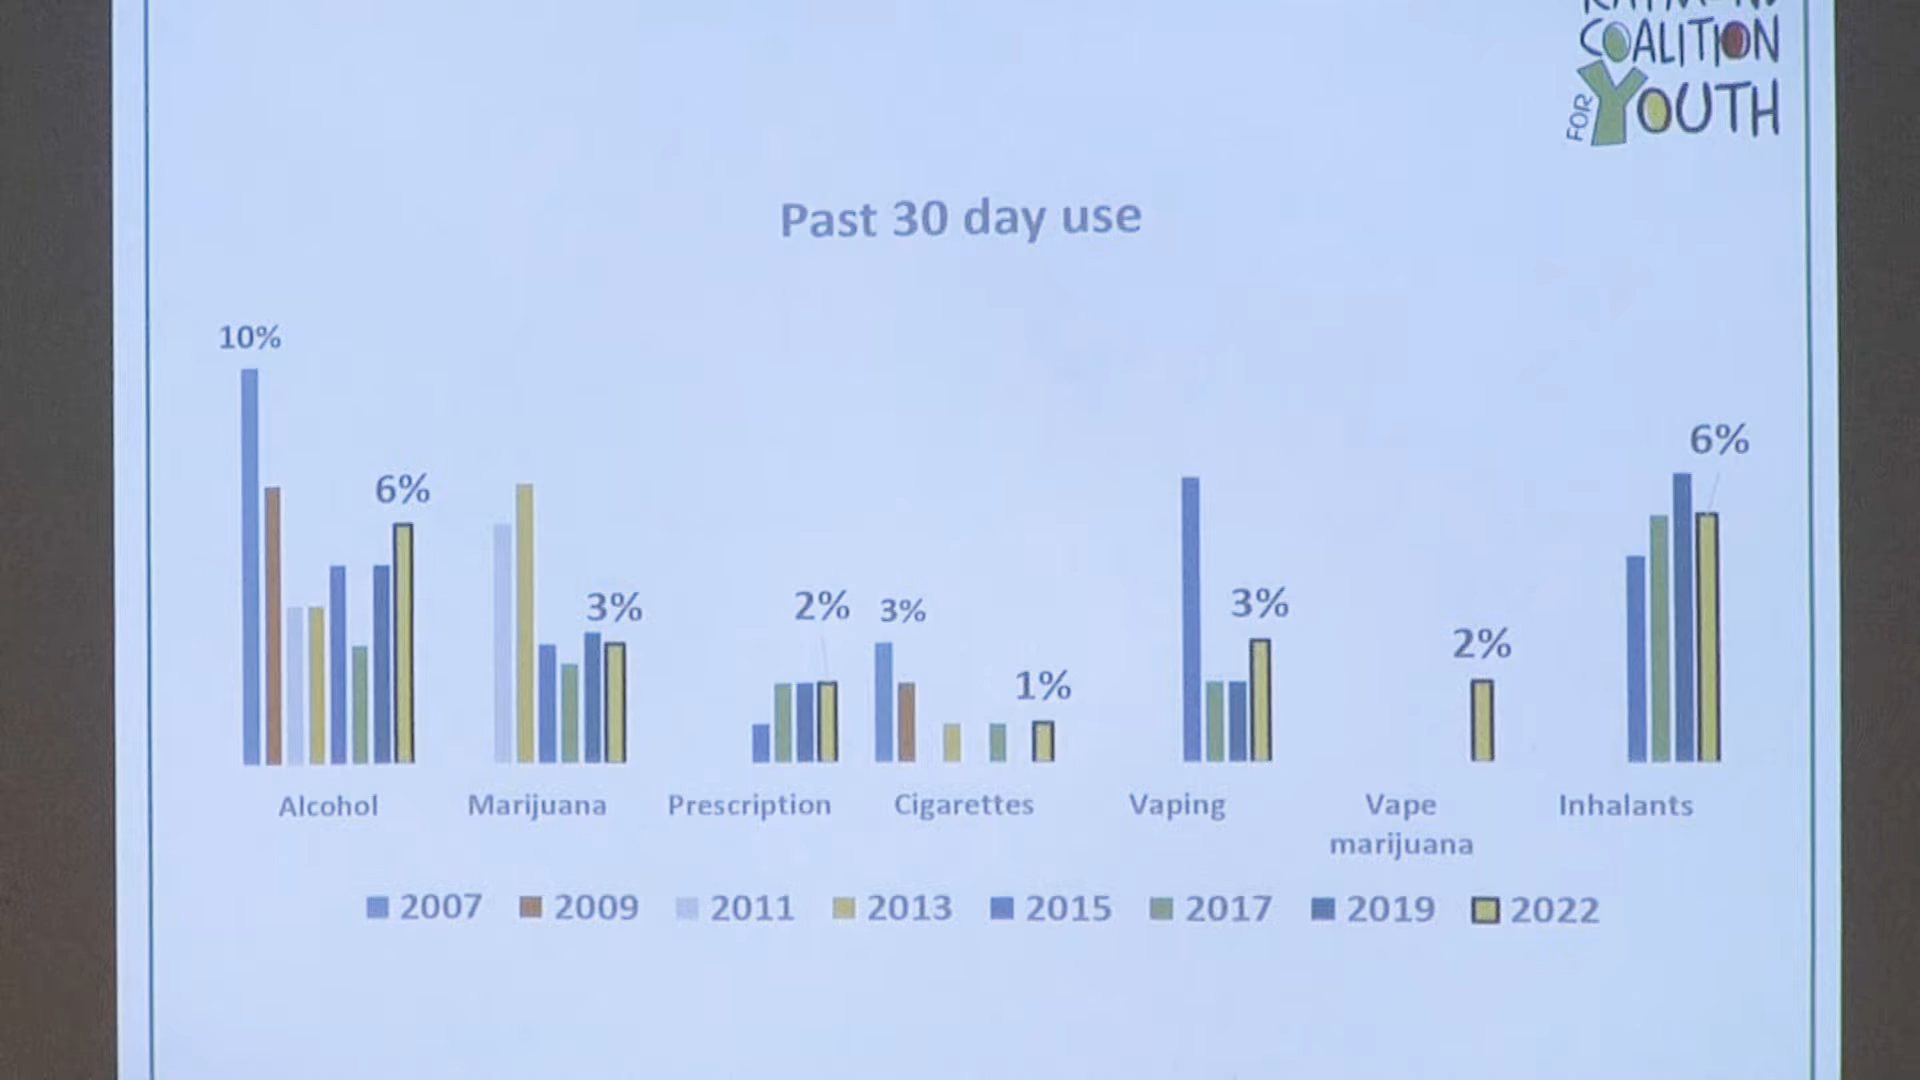 COALITION
FOR YOUTH
Past 30 day use
10%
6%
3%
2%
3%
1%
3%
2%
6%
Alcohol
Marijuana
Prescription
Cigarettes
Vaping
Vape
marijuana
Inhalants
2007
2009
2011
2013
2015
2017
2019
2022